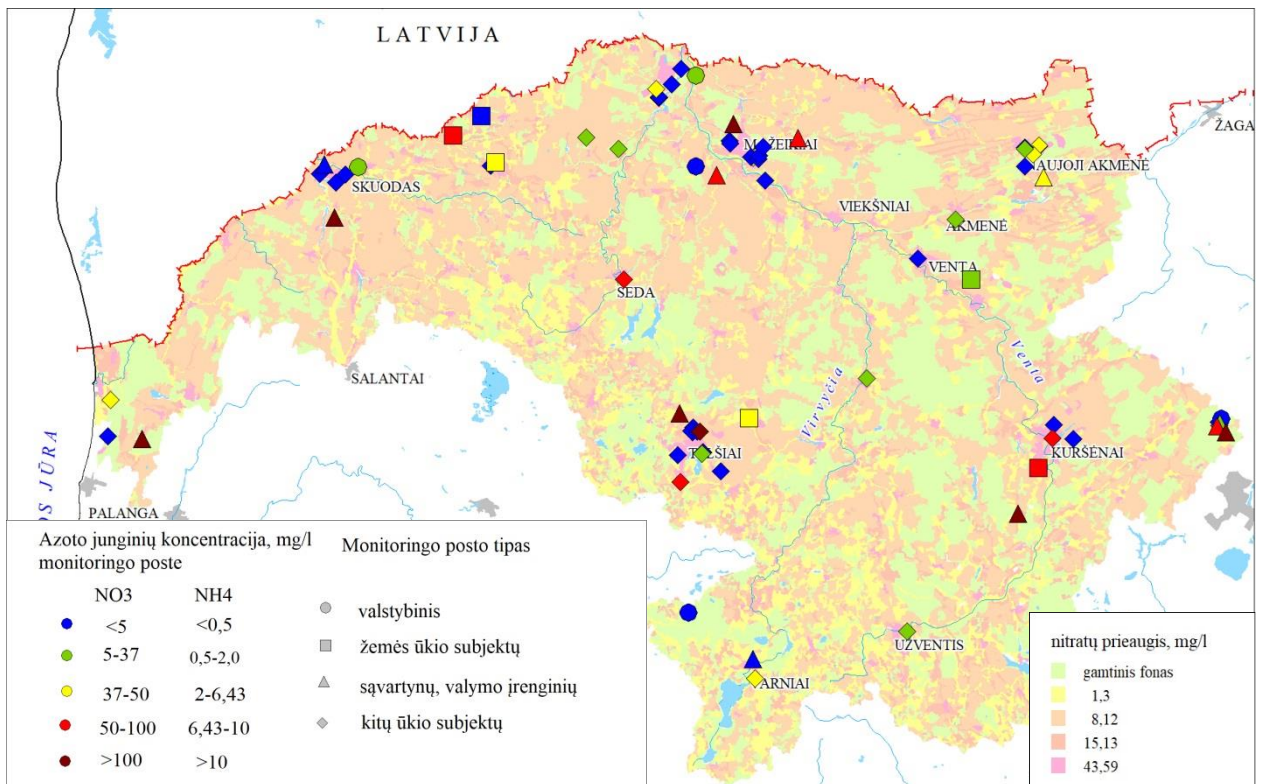 LATVIJA
ŽAGA
MAŽEIKIAI
NAUJOJI AKMENĖ
SKUODAS
VIEKŠNIAI
AKMENĖ
VENTA
SEDA
Venta
Virvyčia
SALANTAI
TELŠIAI
KURŠĖNAI
OS JŪRA
PALANGA
UŽVENTIS
ARNIAI
Azoto junginių koncentracija, mg/l
monitoringo poste
NO3 NH4
<5 <0,5
5-37 0,5-2,0
37-50 2-6,43
50-100 6,43-10
>100 >10
Monitoringo posto tipas
valstybinis
žemės ūkio subjektų
sąvartynų, valymo įrenginių
kitų ūkio subjektų
nitratų prieaugis, mg/l
gamtinis fonas
1,3
8,12
15,13
43,59